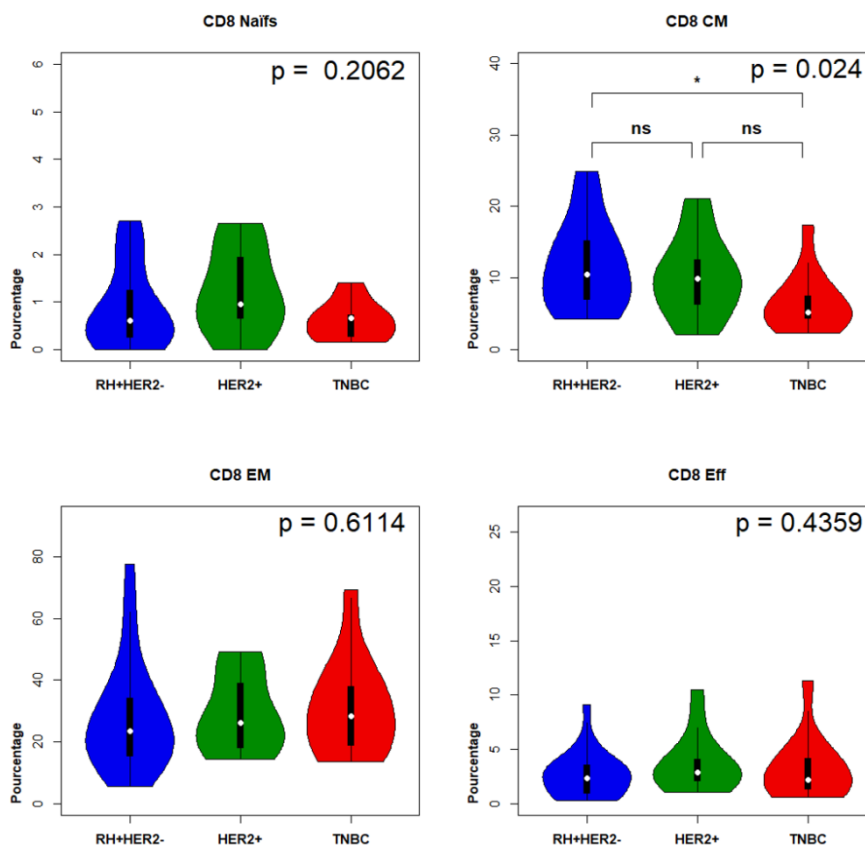 CD8 Naïfs
p =  0.2062
Pourcentage
0
1
2
3
4
5
6
RH+HER2-
HER2+
TNBC
CD8 CM
p = 0.024
*
ns
ns
Pourcentage
0
10
20
30
40
RH+HER2-
HER2+
TNBC
CD8 EM
p = 0.6114
Pourcentage
0
20
40
60
80
RH+HER2-
HER2+
TNBC
CD8 Eff
p = 0.4359
Pourcentage
0
5
10
15
20
25
RH+HER2-
HER2+
TNBC